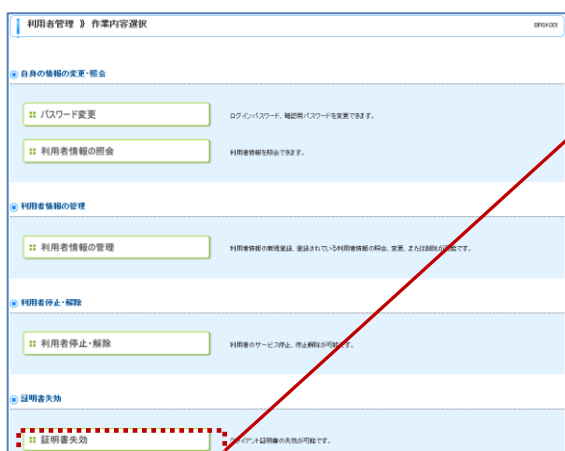 利用者管理 》 作業内容選択
BRSK001
自身の情報の変更・照会
パスワード変更
ログインパスワード、確認用パスワードを変更できます。
利用者情報の照会
利用者情報を照会できます。
利用者情報の管理
利用者情報の管理
利用者情報の新規登録、登録されている利用者情報の照会、変更、または削除が可能です。
利用者停止・解除
利用者停止・解除
利用者のサービス停止、停止解除が可能です。
証明書失効
証明書失効
クライアント証明書の失効が可能です。